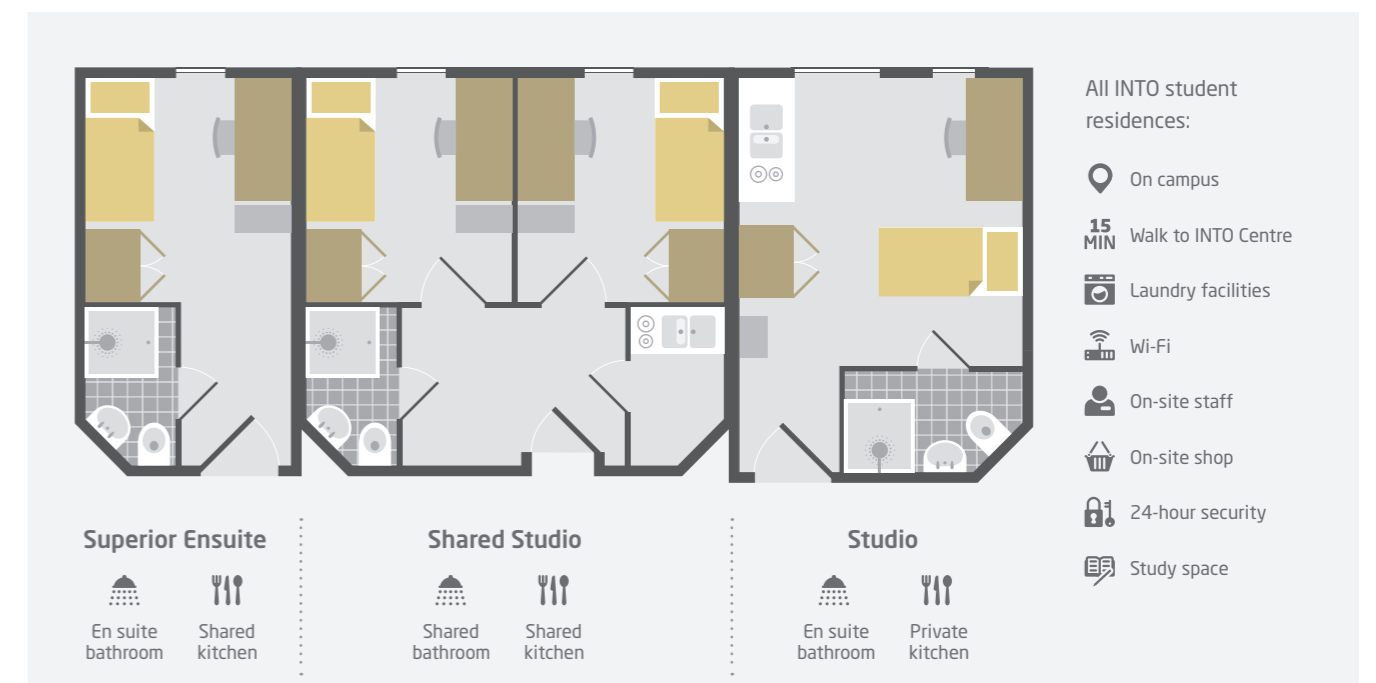 All INTO student
residences:
On campus
15
MIN
Walk to INTO Centre
Laundry facilities
Wi-Fi
On-site staff
On-site shop
24-hour security
Study space
Superior Ensuite
En suite
bathroom
Shared
kitchen
Shared Studio
Shared
bathroom
Shared
kitchen
Studio
En suite
bathroom
Private
kitchen